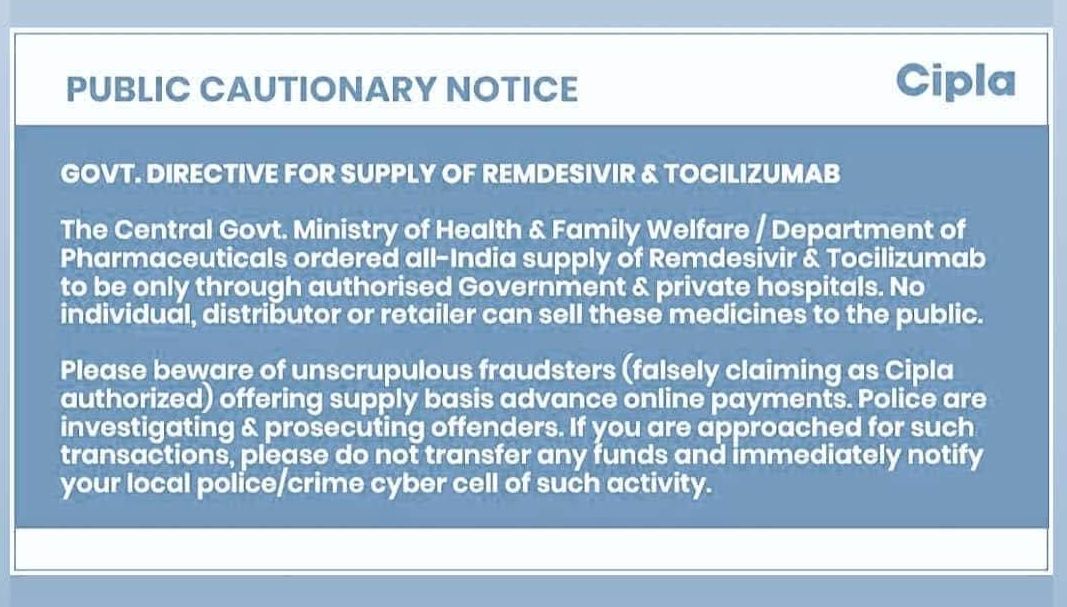 PUBLIC CAUTIONARY NOTICE
Cipla
GOVT. DIRECTIVE FOR SUPPLY OF REMDESIVIR & TOCILIZUMAB
The Central Govt. Ministry of Health & Family Welfare / Department of
Pharmaceuticals ordered all-India supply of Remdesivir & Tocilizumab
to be only through authorised Government & private hospitals. No
individual, distributor or retailer can sell these medicines to the public.
Please beware of unscrupulous fraudsters (falsely claiming as Cipla
authorized) offering supply basis advance online payments. Police are
investigating & prosecuting offenders. If you are approached for such
transactions, please do not transfer any funds and immediately notify
your local police/crime cyber cell of such activity.